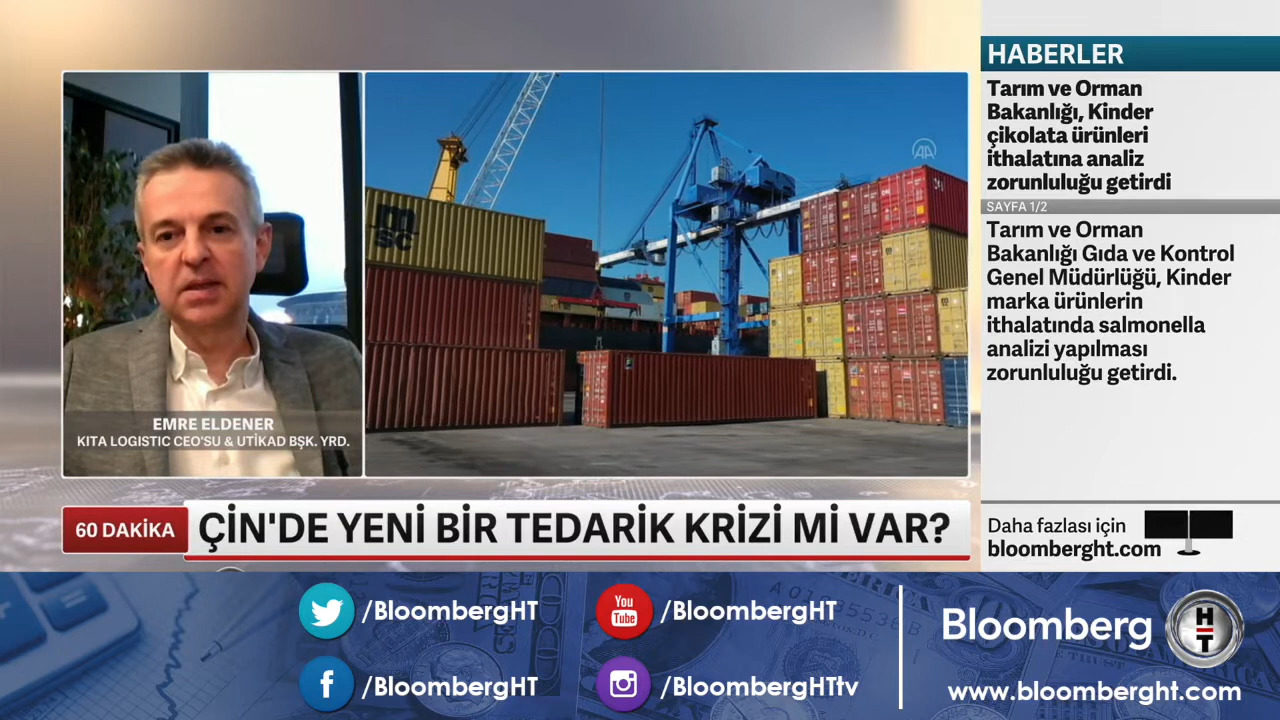 HABERLER
Tarım ve Orman
Bakanlığı, Kinder
çikolata ürünleri
ithalatına analiz
zorunluluğu getirdi
SAYFA 1/2
Tarım ve Orman
Bakanlığı Gıda ve Kontrol
Genel Müdürlüğü, Kinder
marka ürünlerin
ithalatında salmonella
analizi yapılması
zorunluluğu getirdi.
Daha fazlası için
bloomberght.com
AA
msc
EMRE ELDENER
KITA LOGISTIC CEO'SU & UTİKAD BŞK. YRD.
60 DAKİKA
ÇİN'DE YENİ BİR TEDARİK KRİZİ Mİ VAR?
/BloombergHT
You Tube /BloombergHT
f /BloombergHT
/BloombergHTtv
Bloomberg HT
www.bloomberght.com